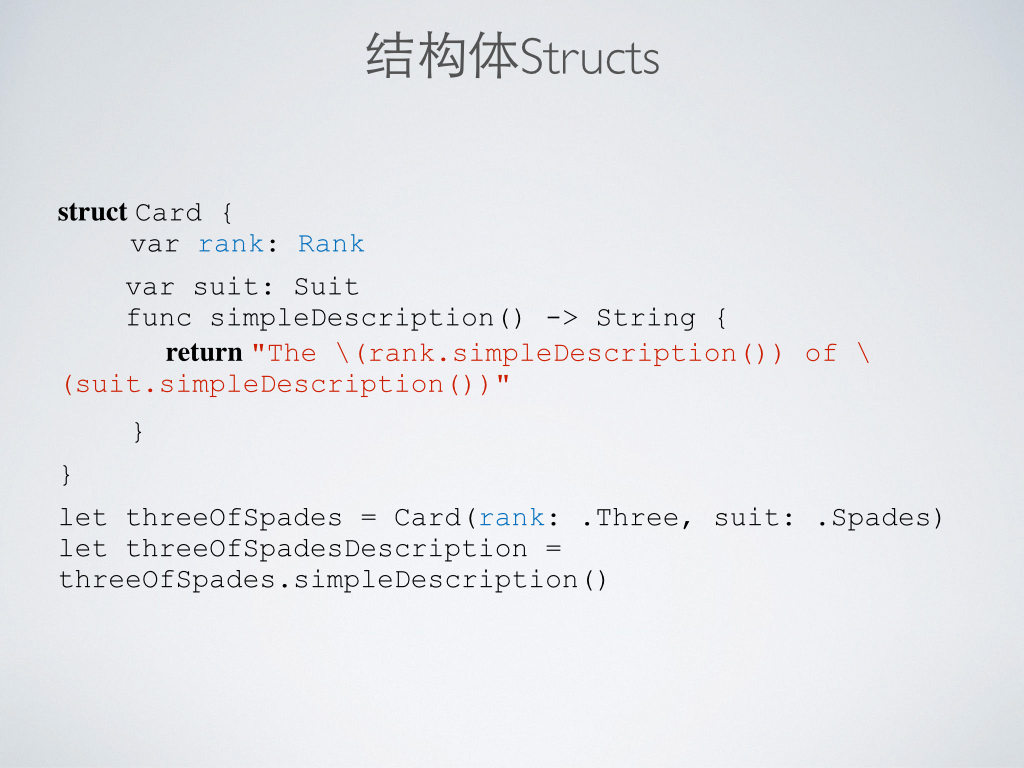 结构体Structs
struct Card {
var rank: Rank
var suit: Suit
func simpleDescription() -> String {
return "The \(rank.simpleDescription()) of \
(suit.simpleDescription())"
}
}
let threeOfSpades = Card(rank: .Three, suit: .Spades)
let threeOfSpadesDescription =
threeOfSpades.simpleDescription()